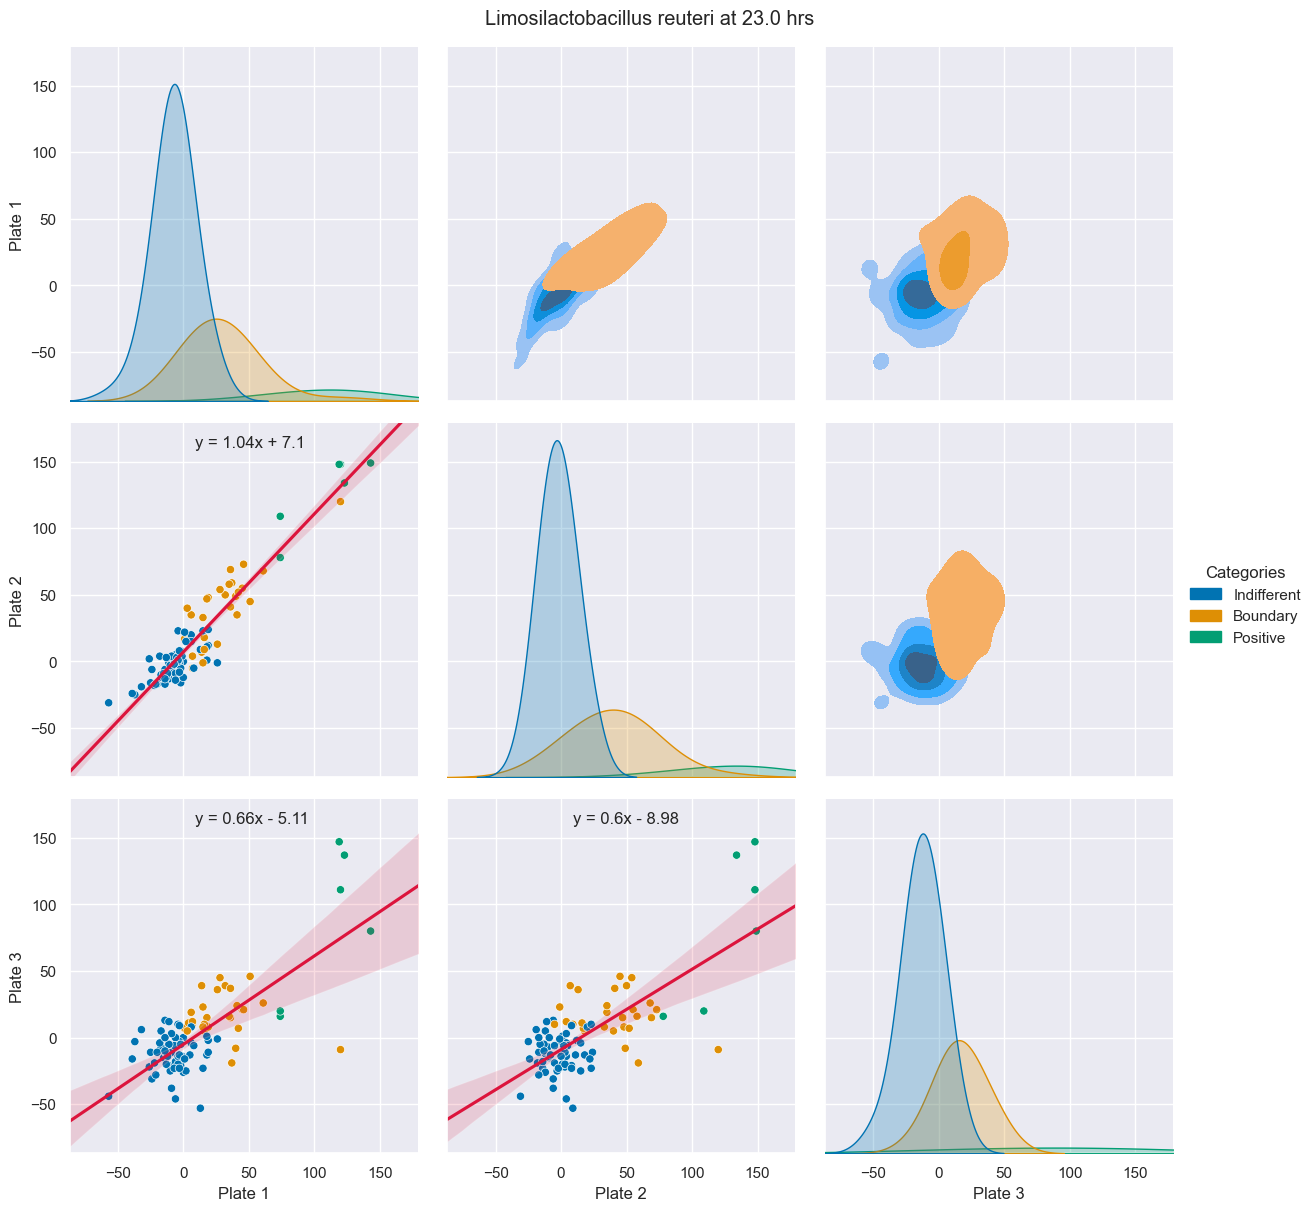 Limosilactobacillus reuteri at 23.0 hrs
Plate 1
150
100
50
0
−50
Plate 2
150
100
50
0
−50
y = 1.04x + 7.1
Plate 3
150
100
50
0
−50
y = 0.66x - 5.11
y = 0.6x - 8.98
−50 0 50 100 150
−50 0 50 100 150
−50 0 50 100 150
Plate 1
Plate 2
Plate 3
Categories
Indifferent
Boundary
Positive